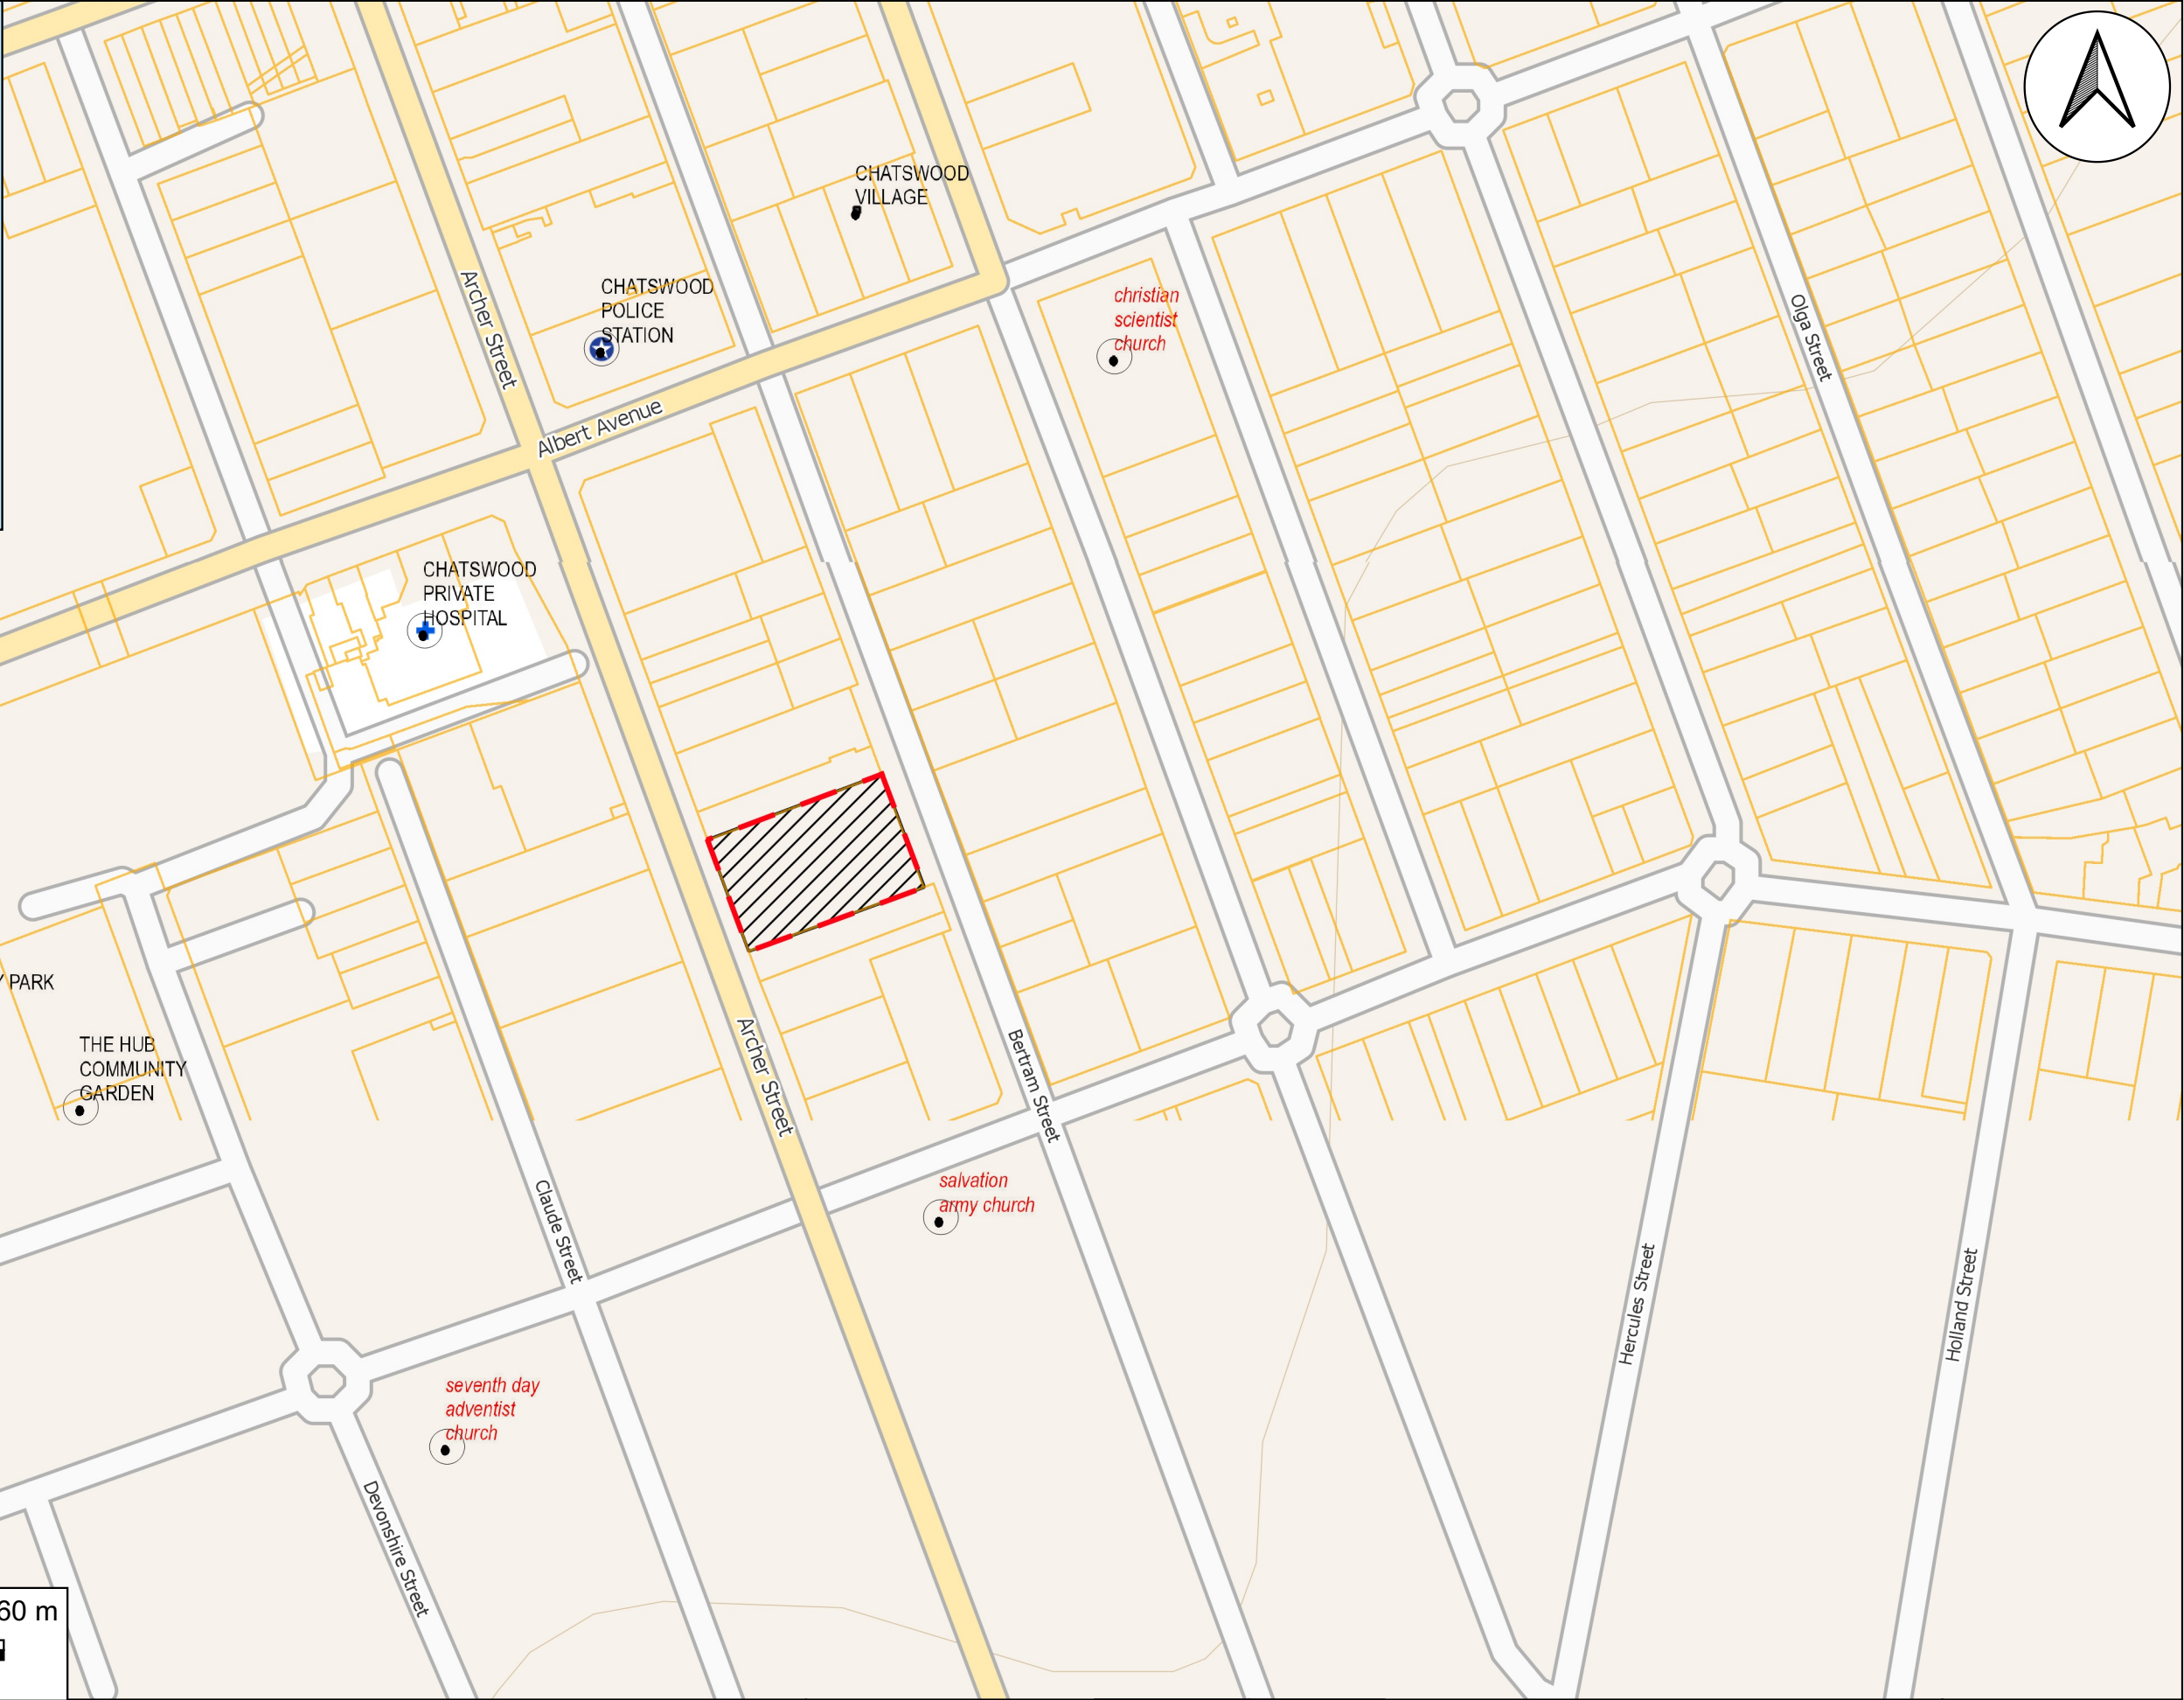 CHATSWOOD
VILLAGE
Archer Street
CHATSWOOD
POLICE
STATION
christian
scientist
church
Olga Street
Albert Avenue
CHATSWOOD
PRIVATE
HOSPITAL
PARK
THE HUB
COMMUNITY
GARDEN
Archer Street
Bertram Street
salvation
army church
Claude Street
Hercules Street
Holland Street
seventh day
adventist
church
Devonshire Street
60 m